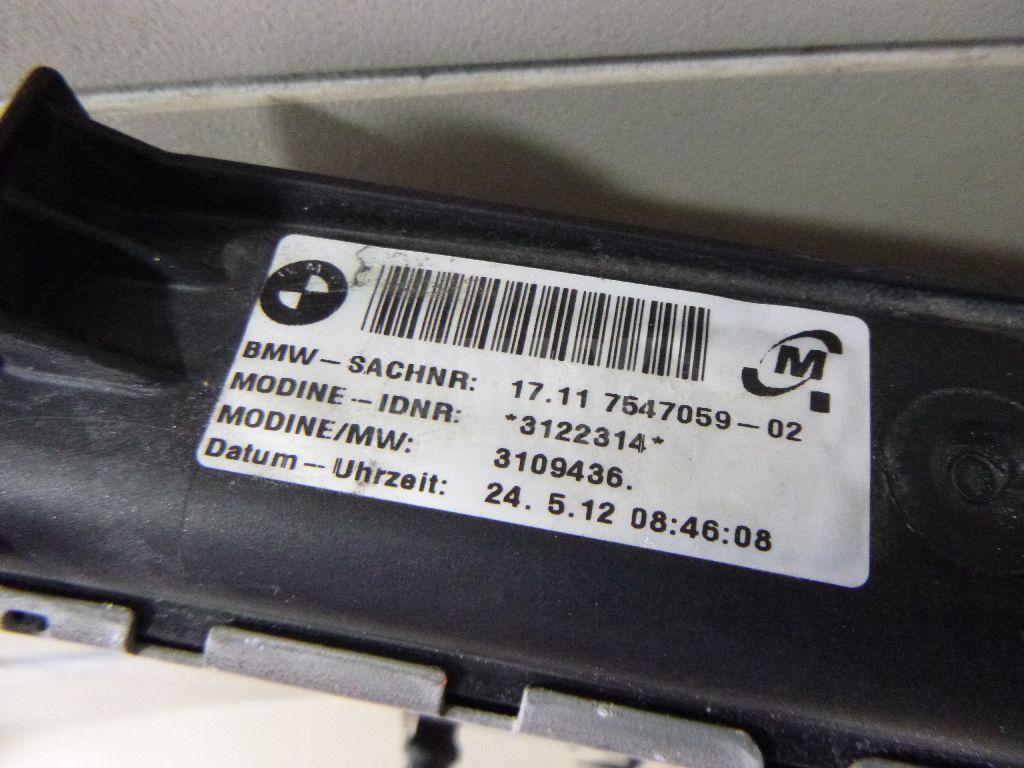 BMW
M
BMW-SACHNR: 17.11 7547059-02
MODINE-IDNR: *3122314*
MODINE/MW: 3109436.
Datum-Uhrzeit: 24. 5.12 08:46:08